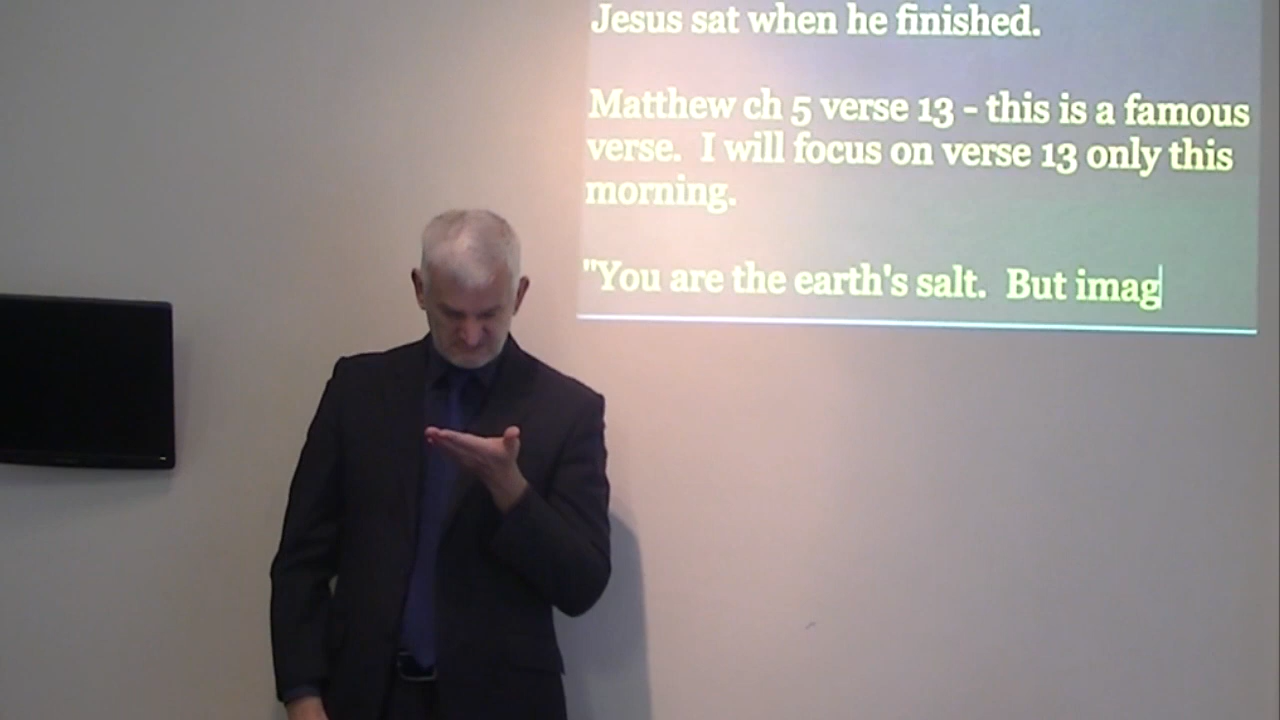 Jesus sat when he finished.
Matthew ch 5 verse 13 - this is a famous
verse.  I will focus on verse 13 only this
morning.
"You are the earth's salt.  But imag